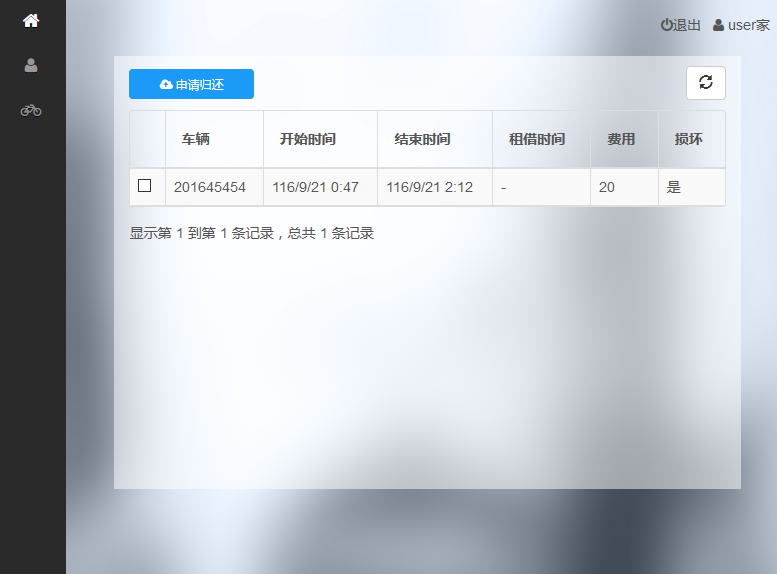 退出 user家
申请归还
车辆 开始时间 结束时间 租借时间 费用 损坏
201645454 116/9/21 0:47 116/9/21 2:12 - 20 是
显示第 1 到第 1 条记录，总共 1 条记录